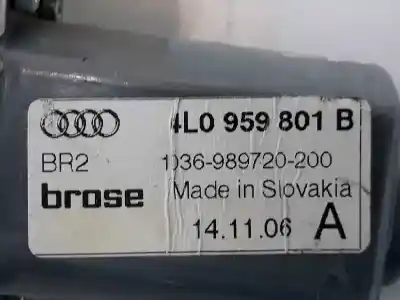 4L0 959 801 B
BR2 1036-989720-200
brose Made in Slovakia
14.11.06 A